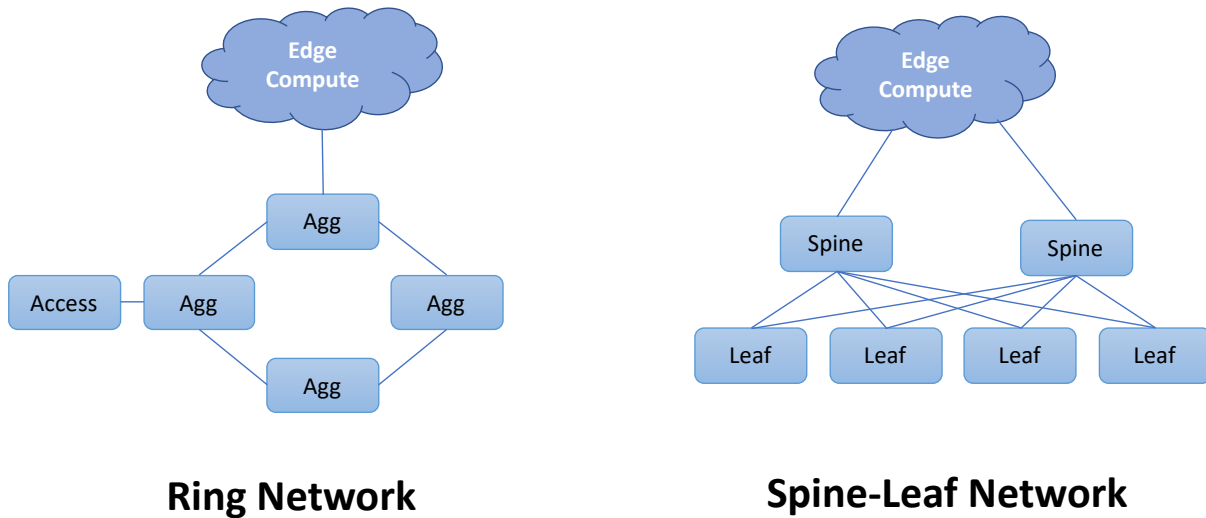 Edge
Compute
Agg
Access
Agg
Agg
Agg
Ring Network
Edge
Compute
Spine
Spine
Leaf
Leaf
Leaf
Leaf
Spine-Leaf Network